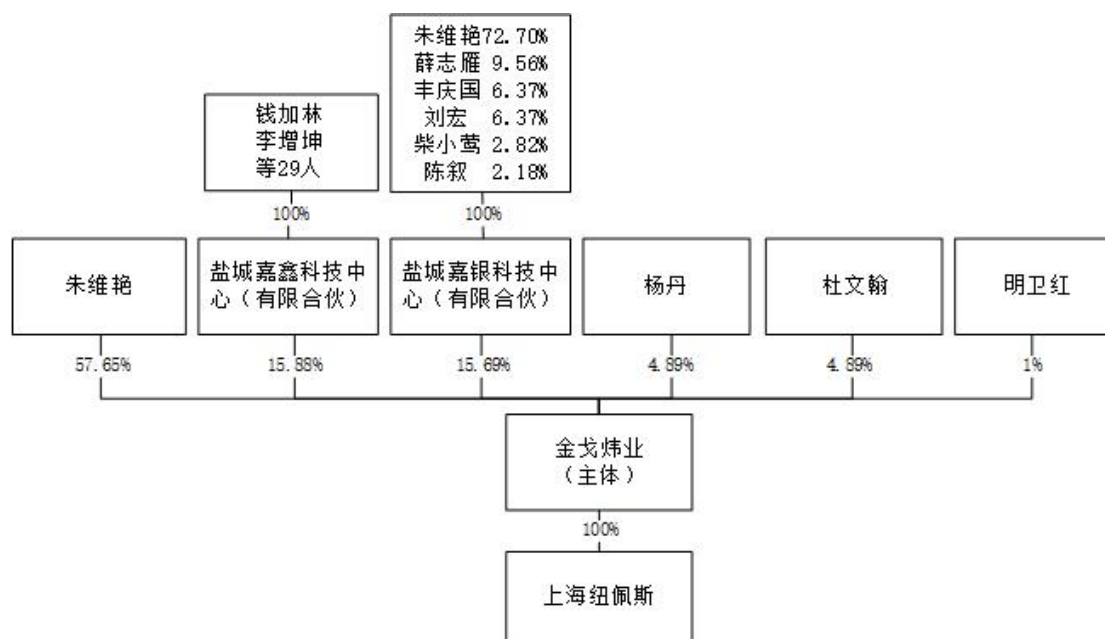 朱维艳72.70%
薛志雁 9.56%
丰庆国 6.37%
刘宏 6.37%
柴小莺 2.82%
陈叙 2.18%
钱加林
李增坤
等29人
100%
100%
朱维艳
盐城嘉鑫科技中
心（有限合伙）
盐城嘉银科技中
心（有限合伙）
杨丹
杜文翰
明卫红
57.65%
15.88%
15.69%
4.89%
4.89%
1%
金戈炜业
（主体）
100%
上海纽佩斯